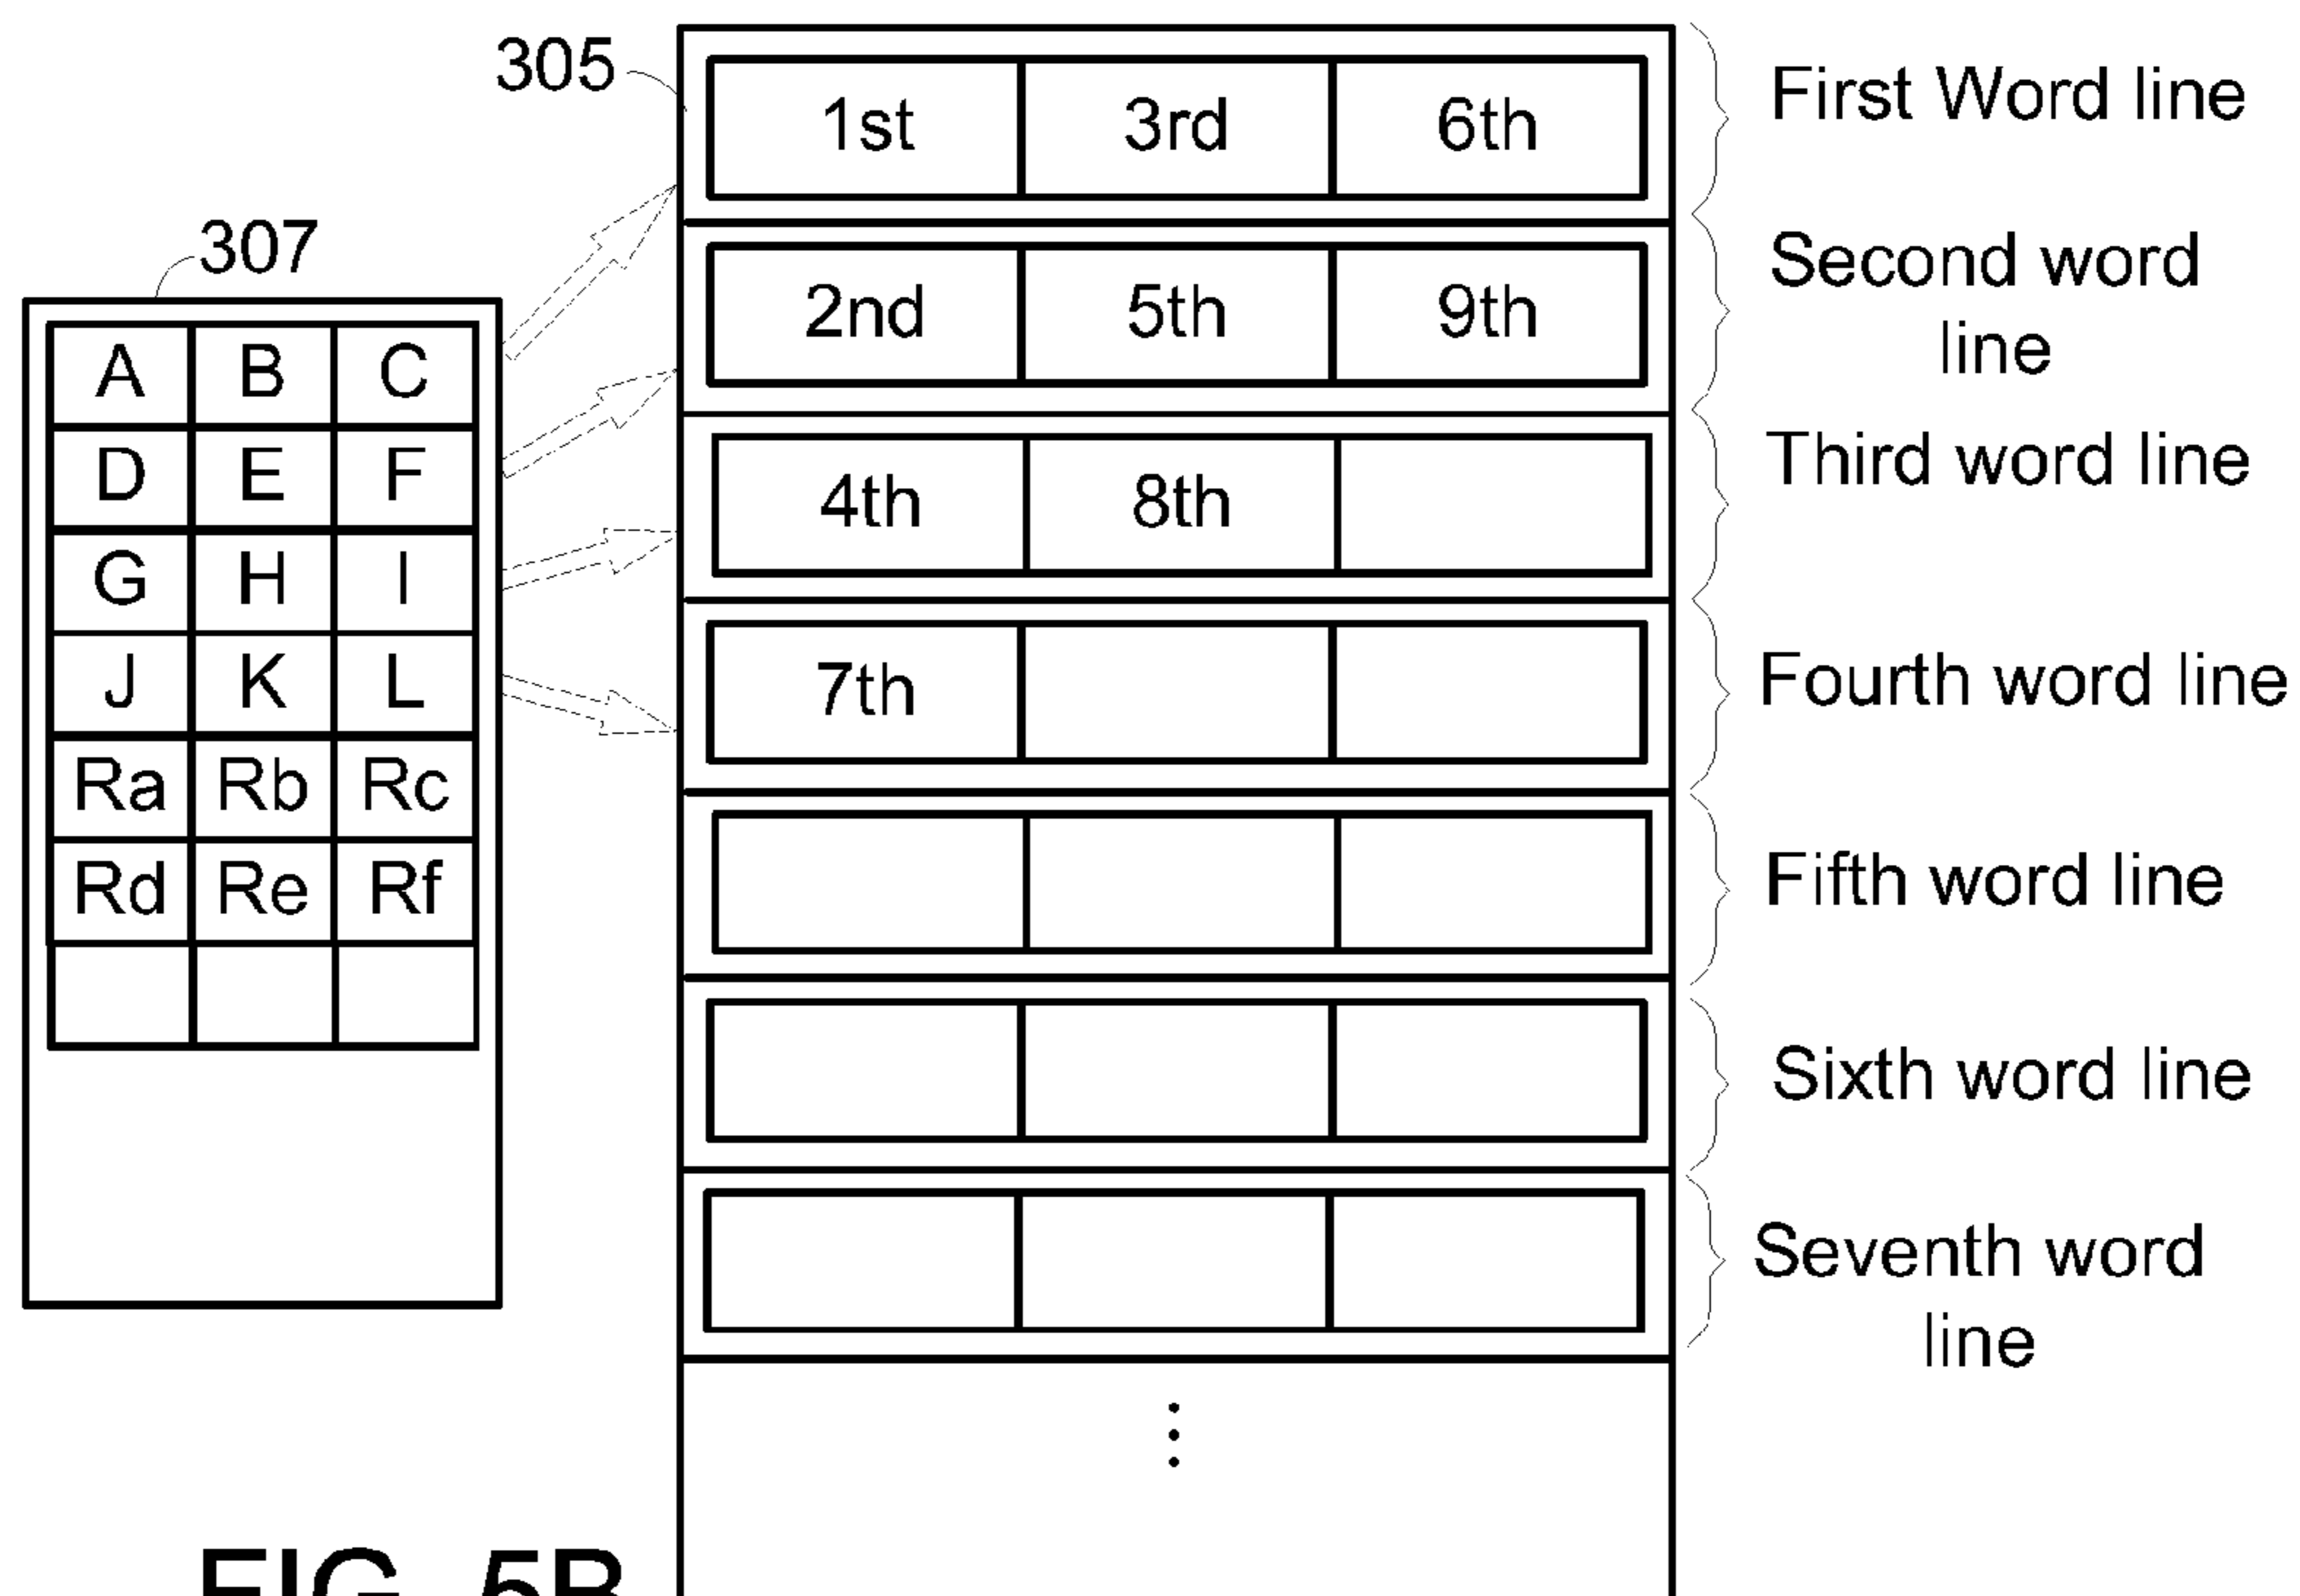 305
1st 3rd 6th
First Word line
307
2nd 5th 9th
Second word
line
A B C
D E F
G H I
J K L
Ra Rb Rc
Rd Re Rf
4th 8th
Third word line
7th
Fourth word line
Fifth word line
Sixth word line
Seventh word
line
FIG. 5B